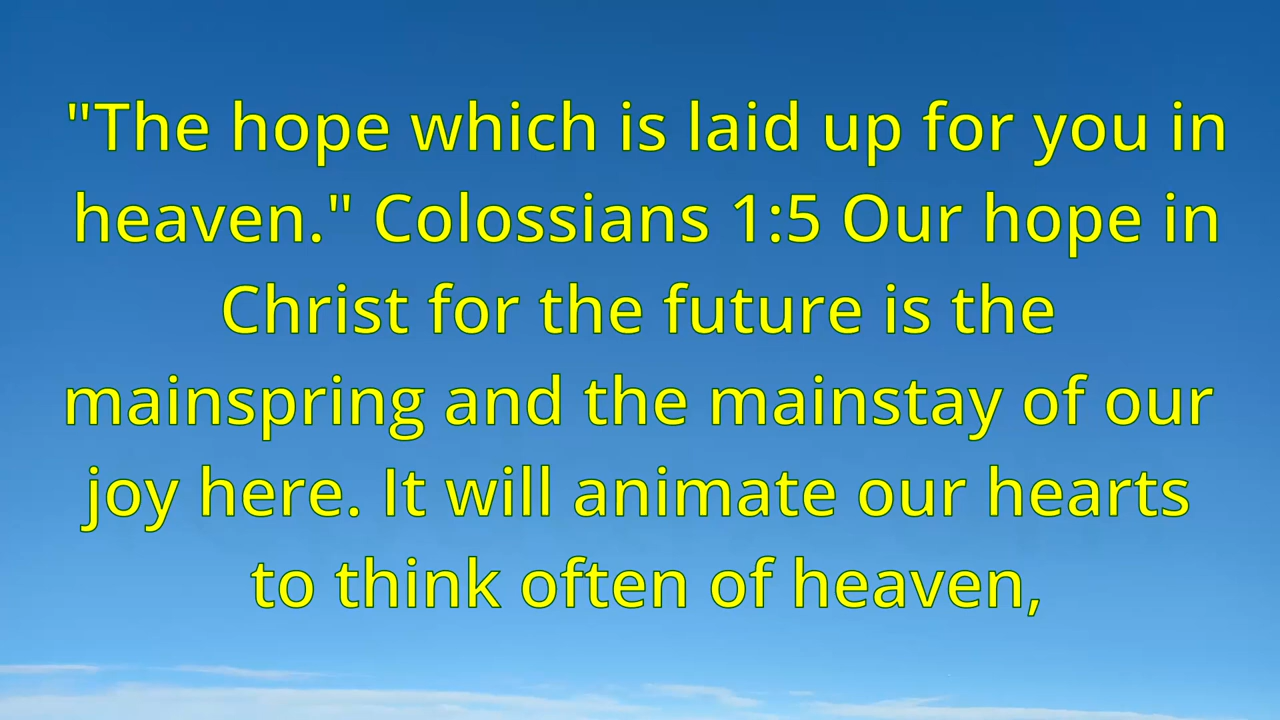 "The hope which is laid up for you in
heaven." Colossians 1:5 Our hope in
Christ for the future is the
mainspring and the mainstay of our
joy here. It will animate our hearts
to think often of heaven,